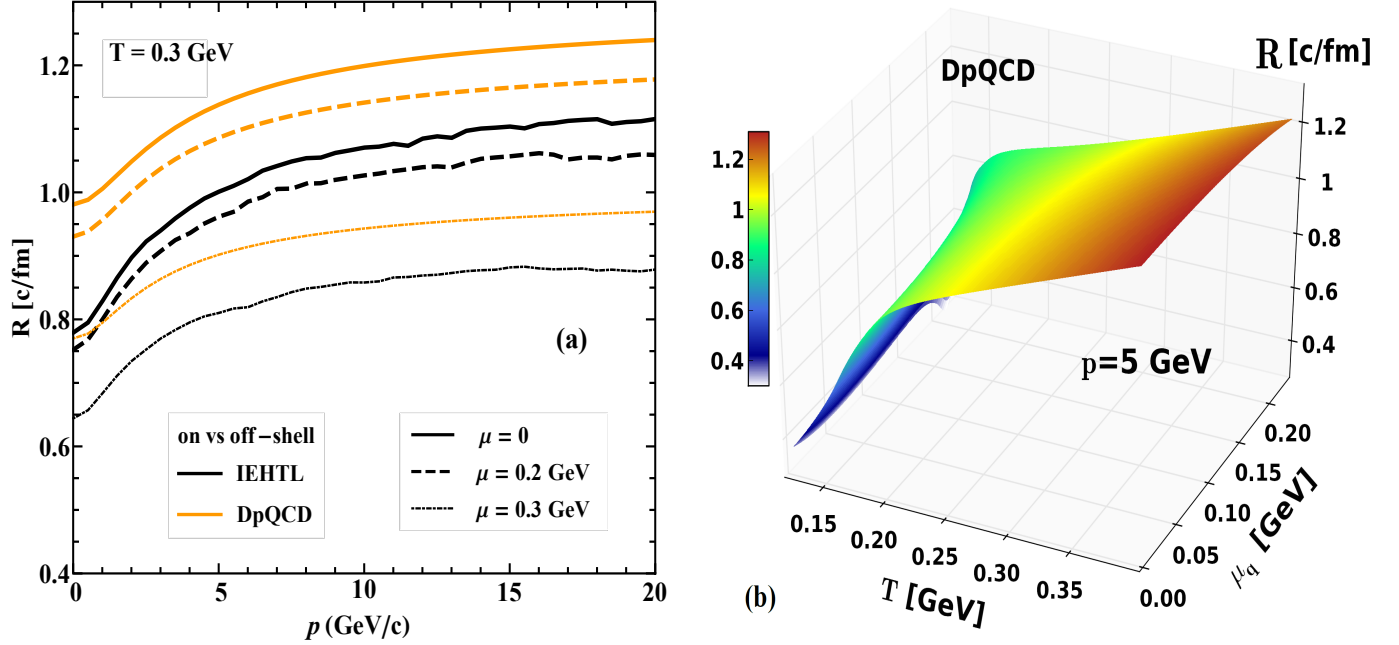 T = 0.3 GeV
R [c/fm]
1.2
1.0
0.8
0.6
0.4
(a)
on vs off−shell
IEHTL
DpQCD
μ = 0
μ = 0.2 GeV
μ = 0.3 GeV
0 5 10 15 20
p (GeV/c)
DpQCD
R [c/fm]
1.2
1
0.8
0.6
0.4
1.2
1
0.8
0.6
0.4
p=5 GeV
0.15 0.20 0.25 0.30 0.35
T [GeV]
0.00 0.05 0.10 0.15 0.20
μq [GeV]
(b)